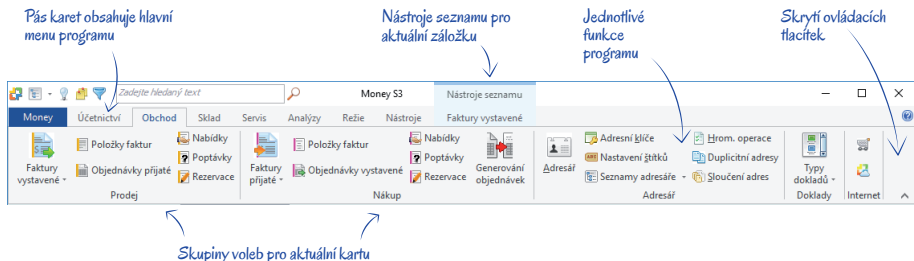 Pás karet obsahuje hlavní
menu programu
Nástroje seznamu pro
aktuální záložku
Jednotlivé
funkce
programu
Skrytí ovládacích
tlačítek
Zadejte hledaný text
Money S3
Nástroje seznamu
Money Účetnictví Obchod Sklad Servis Analýzy Režie Nástroje Faktury vystavené
Faktury
vystavené
Položky faktur
Objednávky přijaté
Nabídky
Poptávky
Rezervace
Prodej
Faktury
přijaté
Položky faktur
Objednávky vystavené
Nabídky
Poptávky
Rezervace
Generování
objednávek
Nákup
Adresář
Adresní klíče
Nastavení štítků
Seznamy adresáře
Hrom. operace
Duplicitní adresy
Sloučení adres
Adresář
Typy
dokladů
Doklady
Internet
Skupiny voleb pro aktuální kartu